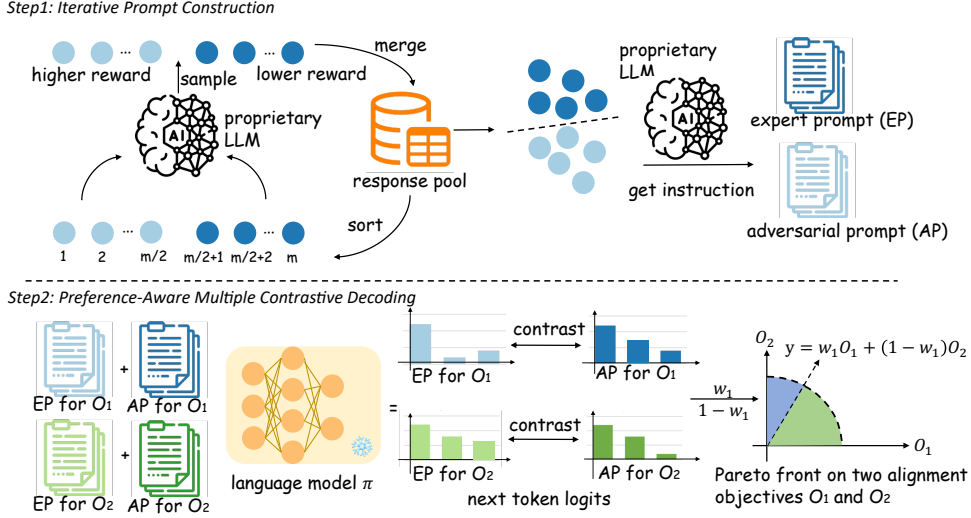 Step1: Iterative Prompt Construction
... ...
higher reward lower reward
merge
sample
AI
proprietary
LLM
response pool
sort
1 2 ... m/2 m/2+1 m/2+2 ... m
proprietary
LLM
AI
get instruction
expert prompt (EP)
adversarial prompt (AP)
Step2: Preference-Aware Multiple Contrastive Decoding
+
EP for O₁ AP for O₁
+
EP for O₂ AP for O₂
language model π
=
contrast
EP for O₁ AP for O₁
contrast
EP for O₂ AP for O₂
next token logits
w₁
1 − w₁
O₂
y = w₁O₁ + (1 − w₁)O₂
O₁
Pareto front on two alignment
objectives O₁ and O₂